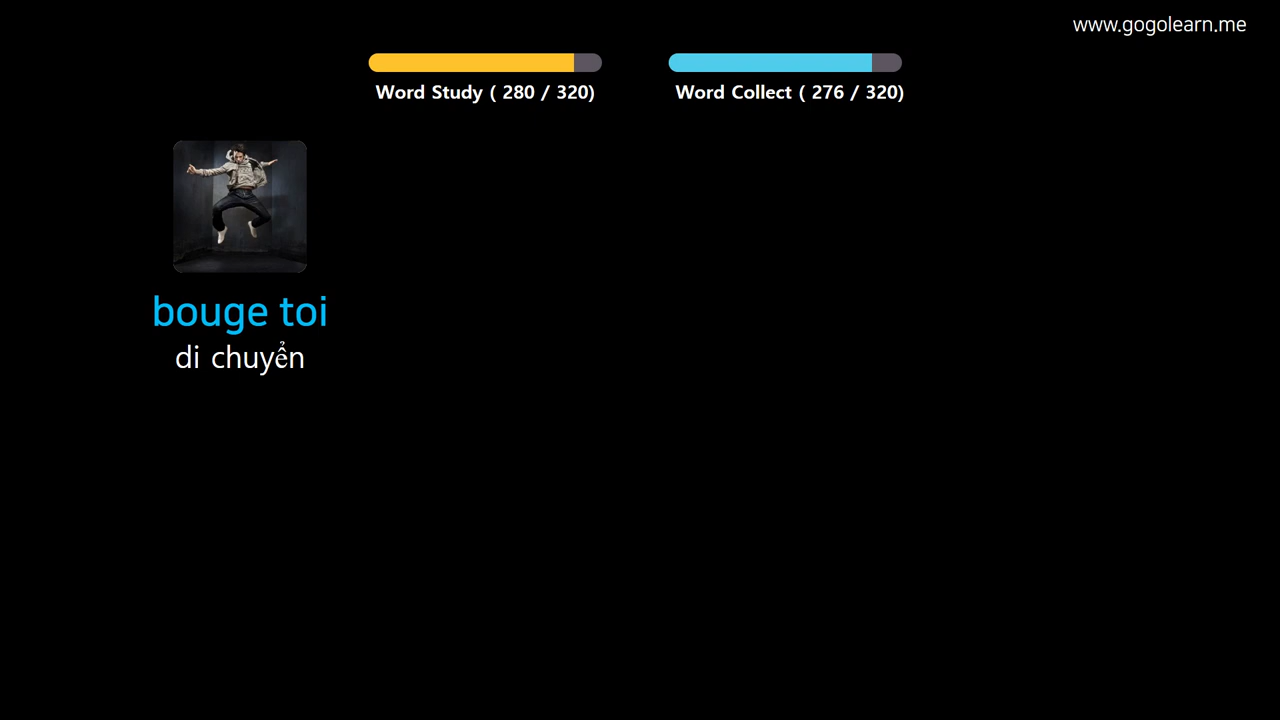 www.gogolearn.me
Word Study ( 280 / 320)
Word Collect ( 276 / 320)
bouge toi
di chuyển